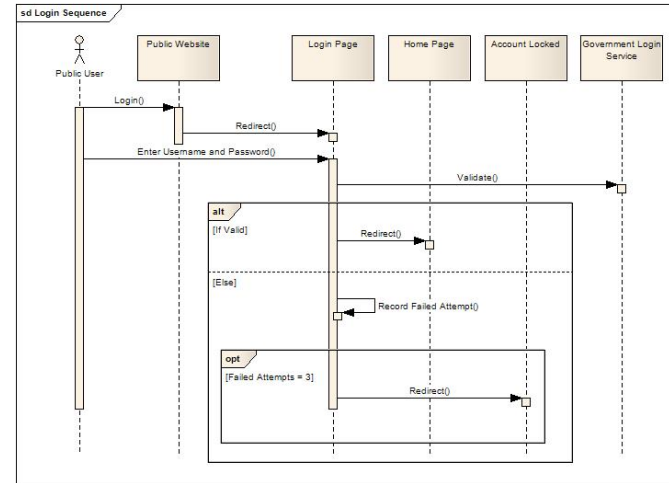 sd Login Sequence
Public User
Public Website
Login Page
Home Page
Account Locked
Government Login
Service
Login()
Redirect()
Enter Username and Password()
Validate()
alt
[If Valid]
Redirect()
[Else]
Record Failed Attempt()
opt
[Failed Attempts = 3]
Redirect()